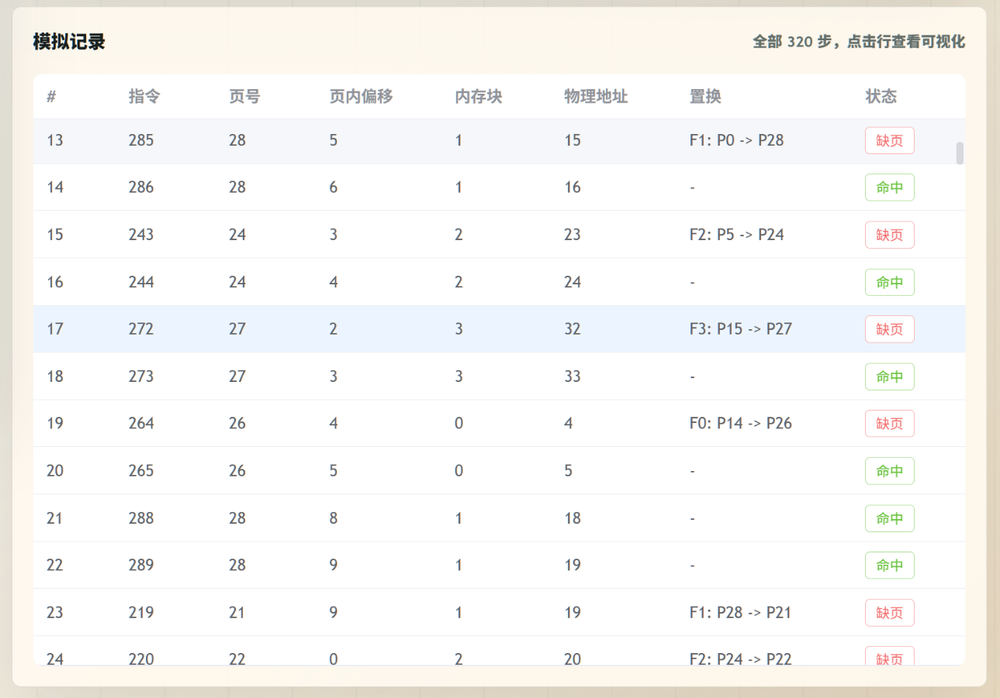 模拟记录
全部 320 步，点击行查看可视化
# 指令 页号 页内偏移 内存块 物理地址 置换 状态
13 285 28 5 1 15 F1: P0 -> P28 缺页
14 286 28 6 1 16 - 命中
15 243 24 3 2 23 F2: P5 -> P24 缺页
16 244 24 4 2 24 - 命中
17 272 27 2 3 32 F3: P15 -> P27 缺页
18 273 27 3 3 33 - 命中
19 264 26 4 0 4 F0: P14 -> P26 缺页
20 265 26 5 0 5 - 命中
21 288 28 8 1 18 - 命中
22 289 28 9 1 19 - 命中
23 219 21 9 1 19 F1: P28 -> P21 缺页
24 220 22 0 2 20 F2: P24 -> P22 缺页